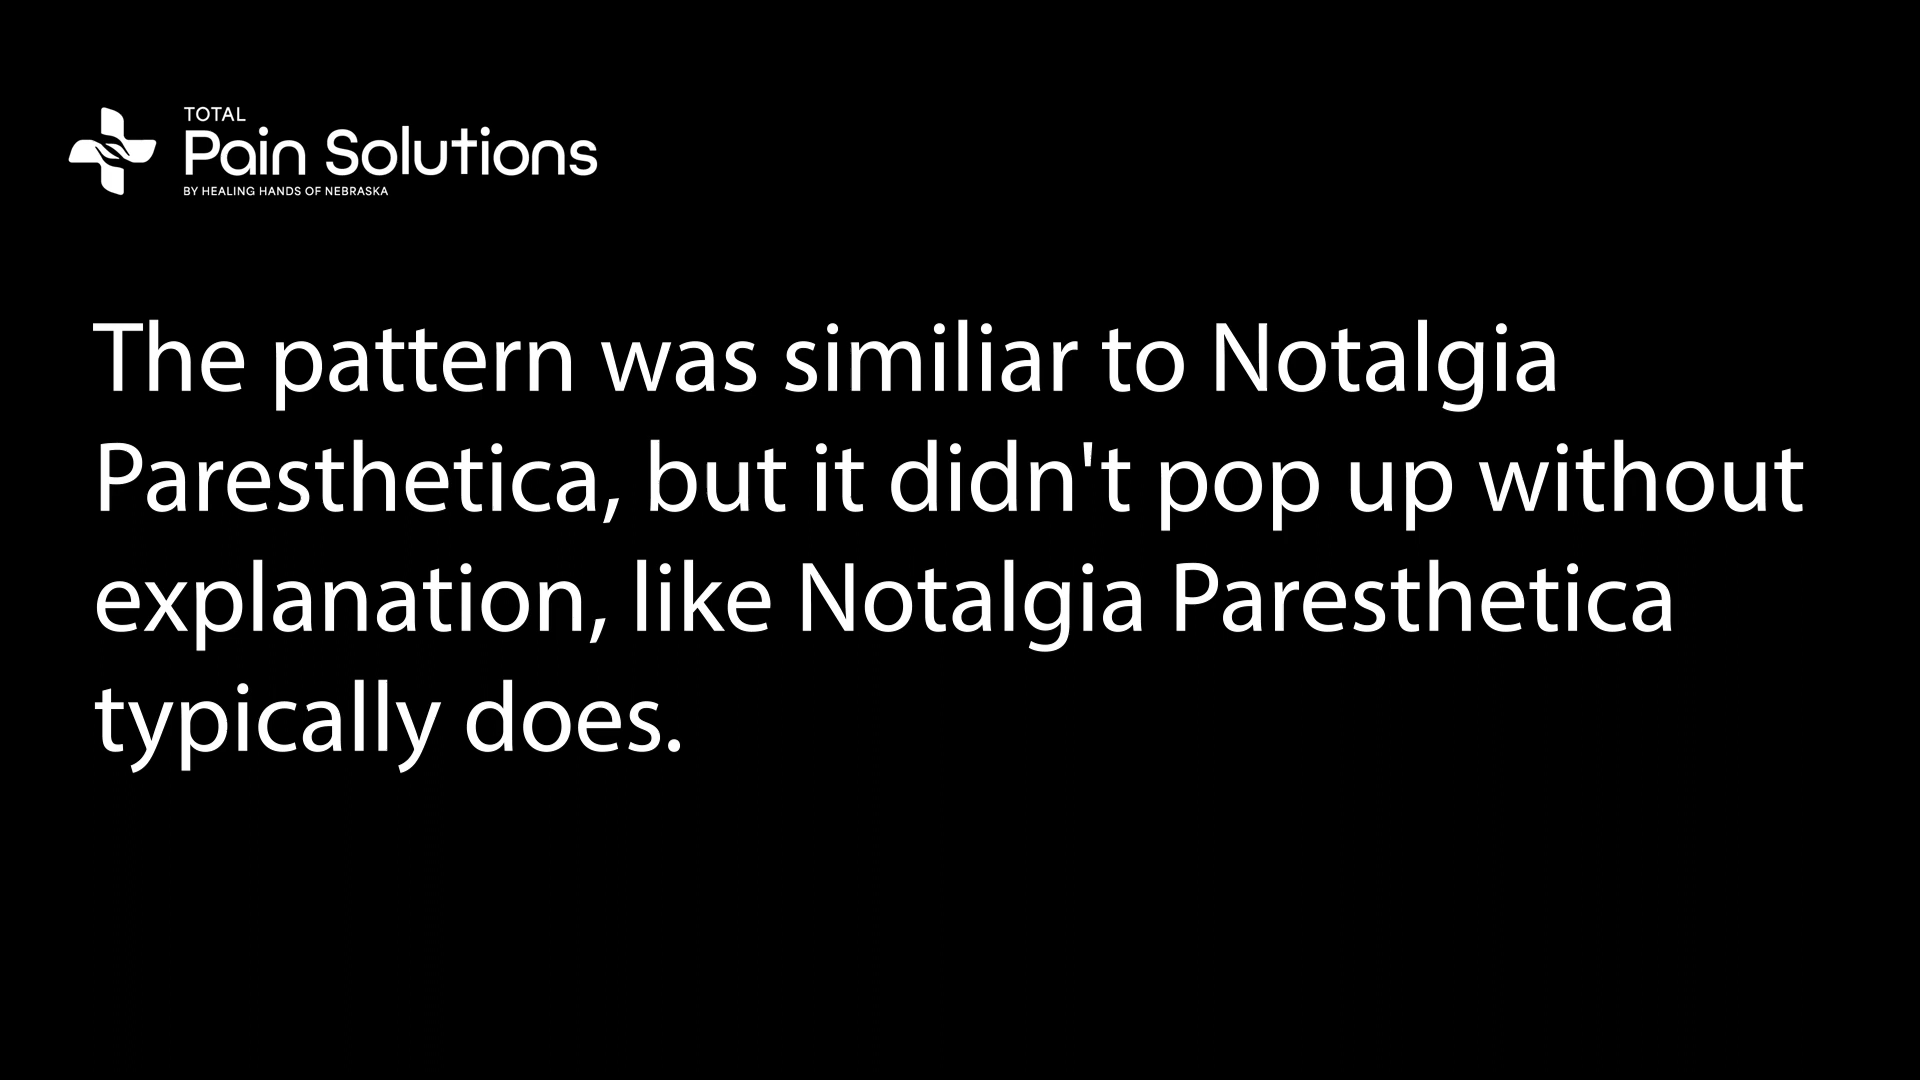 TOTAL
Pain Solutions
BY HEALING HANDS OF NEBRASKA
The pattern was similiar to Notalgia
Paresthetica, but it didn't pop up without
explanation, like Notalgia Paresthetica
typically does.